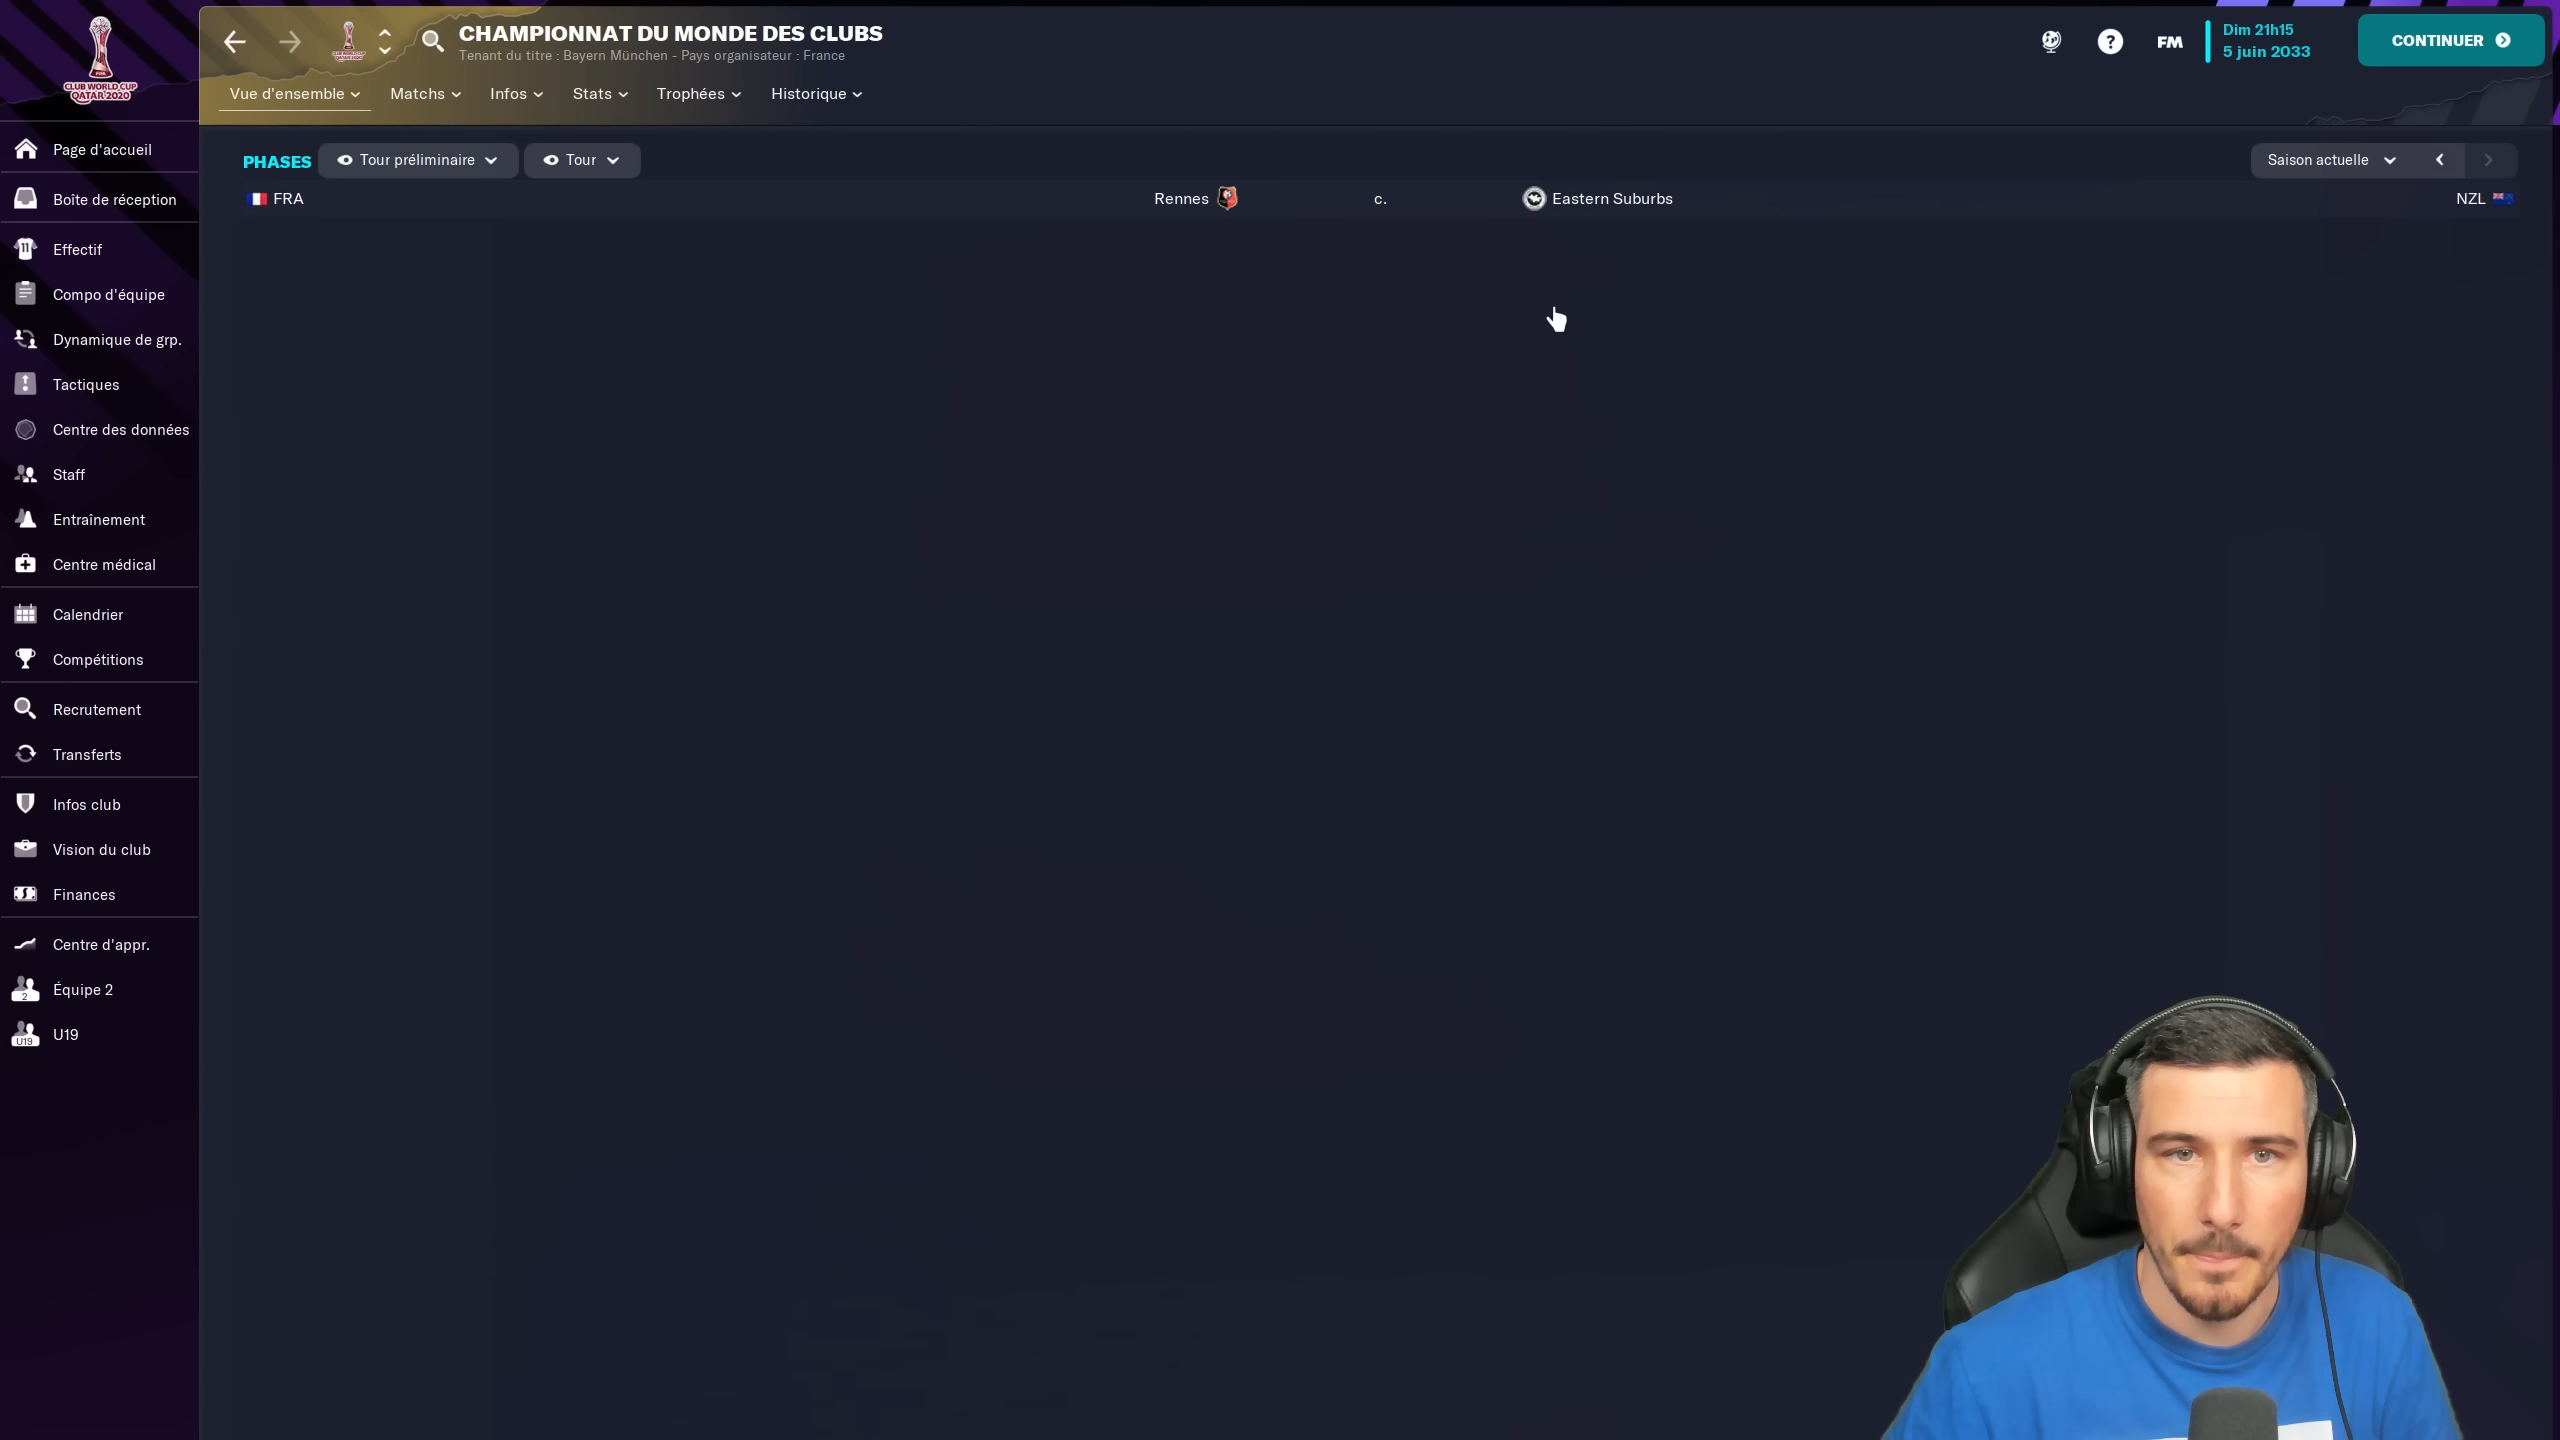 CLUB WORLD CUP
QATAR 2020
CHAMPIONNAT DU MONDE DES CLUBS
Tenant du titre : Bayern München - Pays organisateur : France
FM
Dim 21h15
5 juin 2033
CONTINUER
Vue d'ensemble
Matchs
Infos
Stats
Trophées
Historique
PHASES
Tour préliminaire
Tour
Saison actuelle
FRA
Rennes
c.
Eastern Suburbs
NZL
Page d'accueil
Boîte de réception
Effectif
Compo d'équipe
Dynamique de grp.
Tactiques
Centre des données
Staff
Entraînement
Centre médical
Calendrier
Compétitions
Recrutement
Transferts
Infos club
Vision du club
Finances
Centre d'appr.
2
Équipe 2
U19
U19